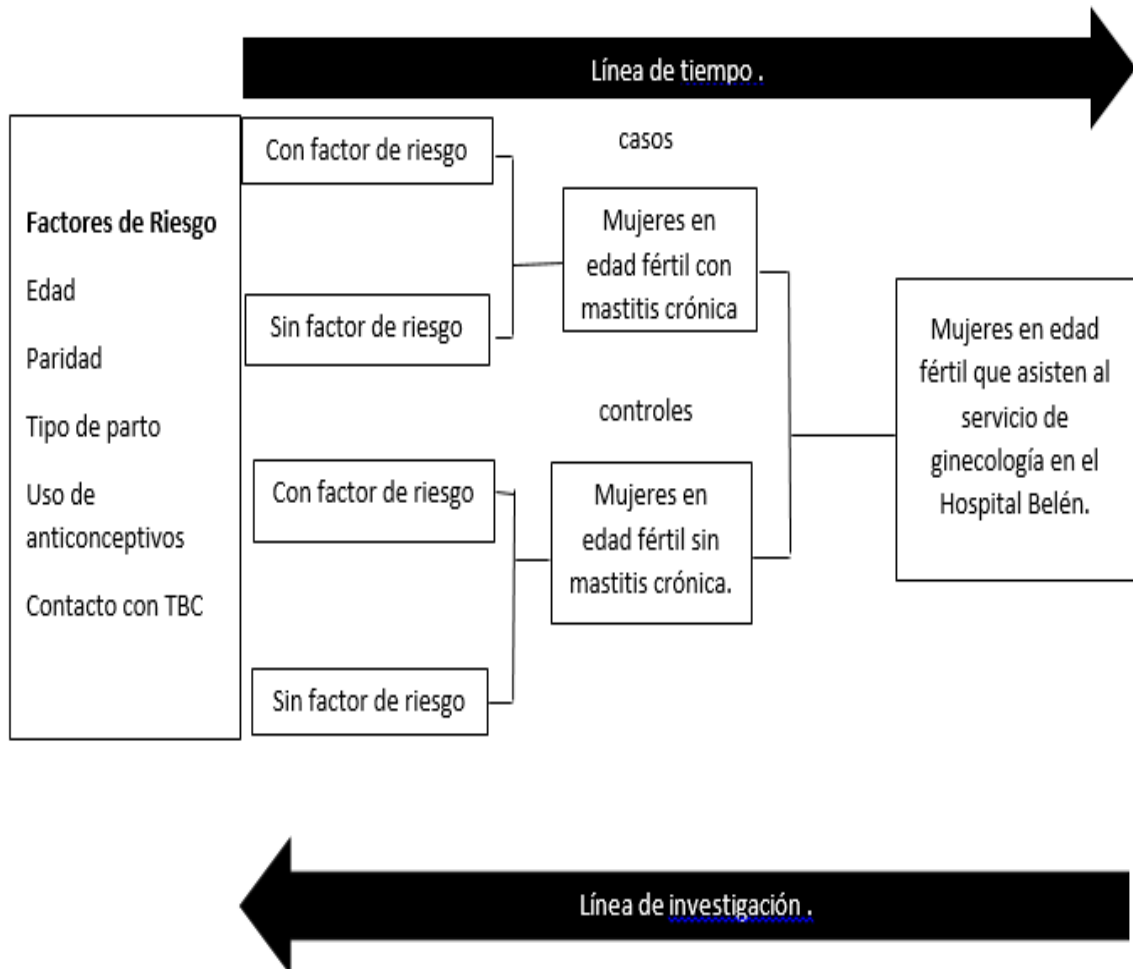 Línea de tiempo .
Factores de Riesgo
Edad
Paridad
Tipo de parto
Uso de
anticonceptivos
Contacto con TBC
Con factor de riesgo
Sin factor de riesgo
Con factor de riesgo
Sin factor de riesgo
casos
Mujeres en
edad fértil con
mastitis crónica
controles
Mujeres en
edad fértil sin
mastitis crónica.
Mujeres en edad
fértil que asisten al
servicio de
ginecología en el
Hospital Belén.
Línea de investigación .